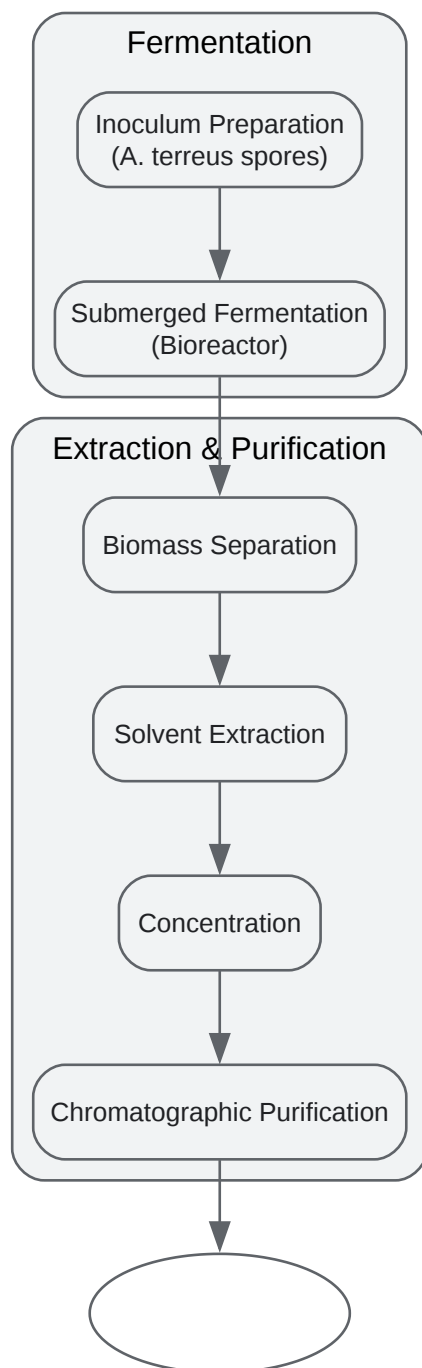 Fermentation
Inoculum Preparation
(A. terreus spores)
Submerged Fermentation
(Bioreactor)
Extraction & Purification
Biomass Separation
Solvent Extraction
Concentration
Chromatographic Purification